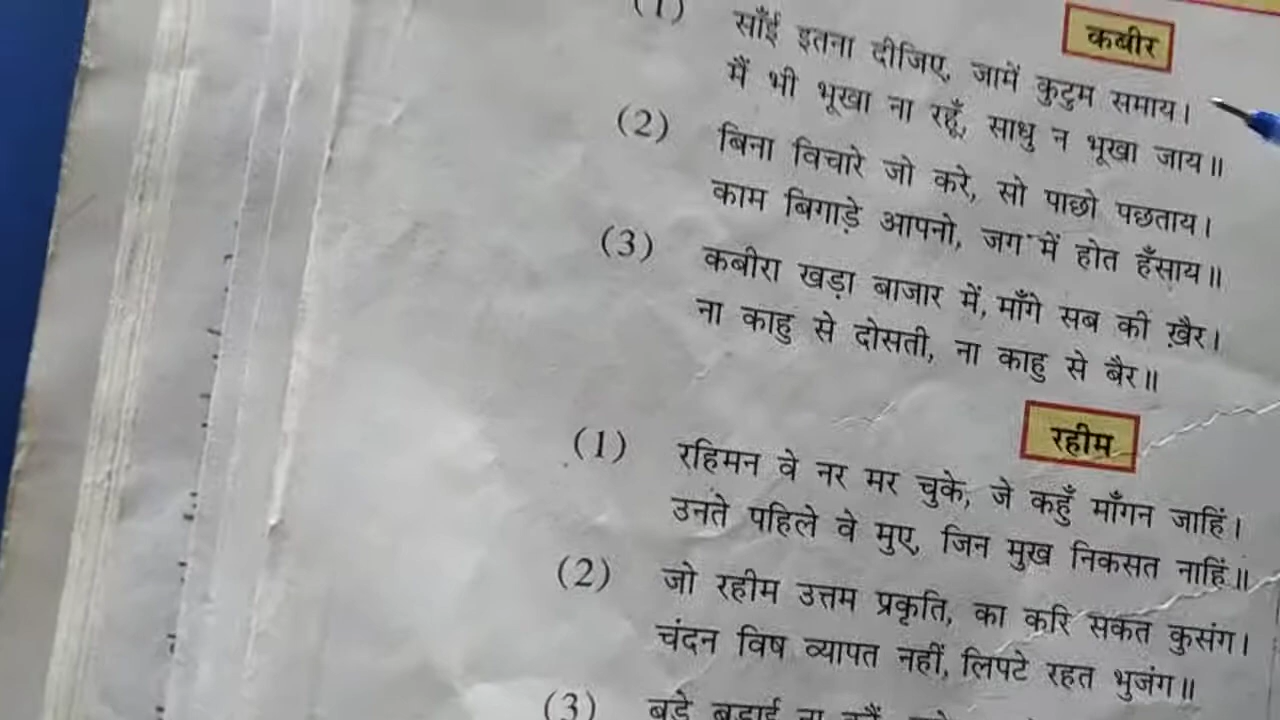 कबीर
(1) साँई इतना दीजिए, जामें कुटुम समाय।
मैं भी भूखा ना रहूँ, साधु न भूखा जाय॥
(2) बिना विचारे जो करे, सो पाछो पछताय।
काम बिगाड़े आपनो, जग में होत हँसाय॥
(3) कबीरा खड़ा बाजार में, माँगे सब की ख़ैर।
ना काहु से दोसती, ना काहु से बैर॥
रहीम
(1) रहिमन वे नर मर चुके, जे कहुँ माँगन जाहिं।
उनते पहिले वे मुए, जिन मुख निकसत नाहिं॥
(2) जो रहीम उत्तम प्रकृति, का करि सकत कुसंग।
चंदन विष व्यापत नहीं, लिपटे रहत भुजंग॥
(3) बड़े बड़ाई ना